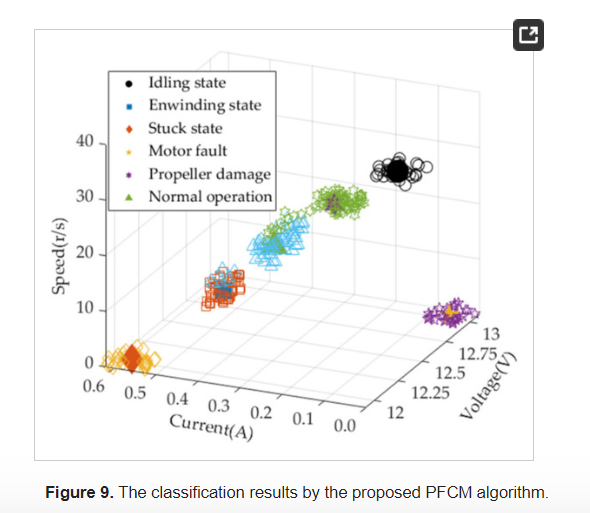 Idling state
Enwinding state
Stuck state
Motor fault
Propeller damage
Normal operation
Speed(r/s)
40
30
20
10
0
0.6
0.5
0.4
0.3
0.2
0.1
0.0
Current(A)
12
12.25
12.5
12.75
13
Voltage(V)
Figure 9. The classification results by the proposed PFCM algorithm.